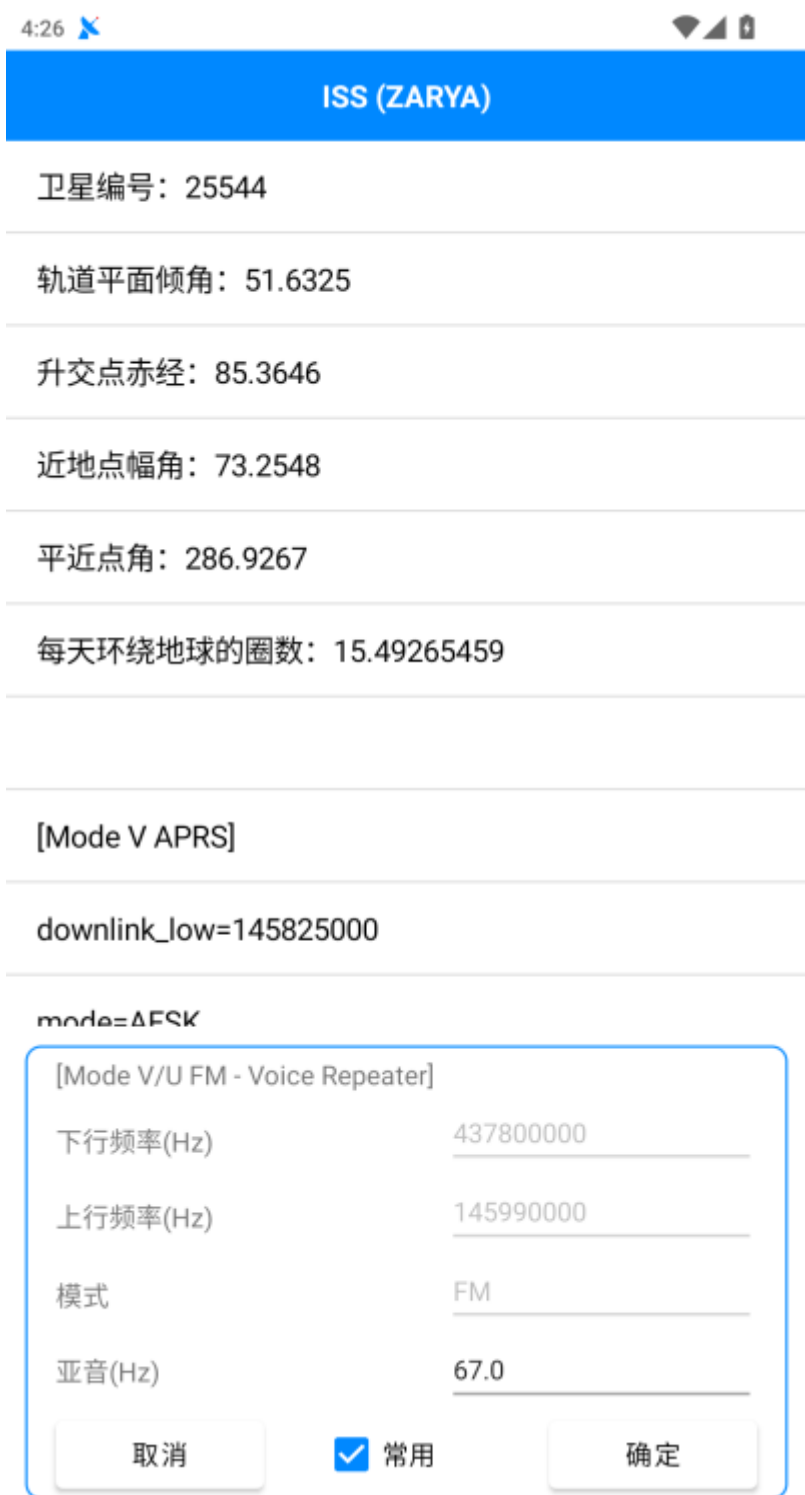 4:26
ISS (ZARYA)
卫星编号：25544
轨道平面倾角：51.6325
升交点赤经：85.3646
近地点幅角：73.2548
平近点角：286.9267
每天环绕地球的圈数：15.49265459
[Mode V APRS]
downlink_low=145825000
mode=AFSK
[Mode V/U FM - Voice Repeater]
下行频率(Hz) 437800000
上行频率(Hz) 145990000
模式 FM
亚音(Hz) 67.0
取消 常用 确定